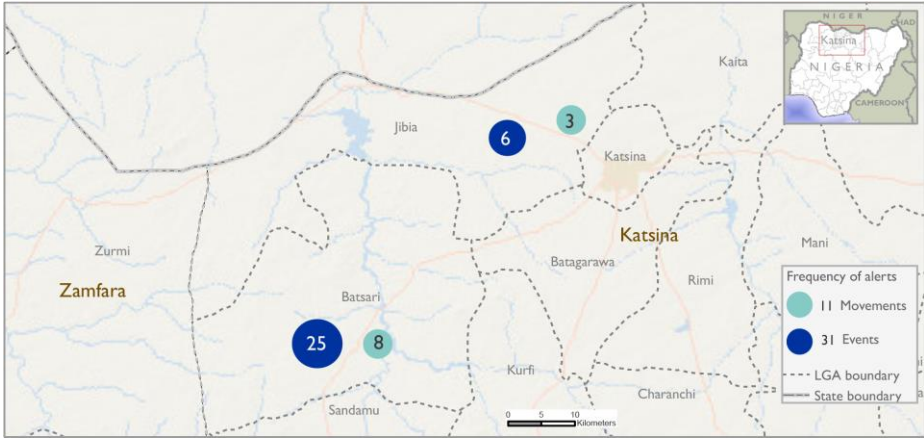 NIGER
CHAD
Katsina
NIGERIA
CAMEROON
Kaita
Jibia
6
3
Katsina
Zurmi
Zamfara
Katsina
Batagarawa
Mani
Rimi
Batsari
25
8
Kurfi
Charanchi
Sandamu
0 5 10
Kilometers
Frequency of alerts
11 Movements
31 Events
LGA boundary
State boundary